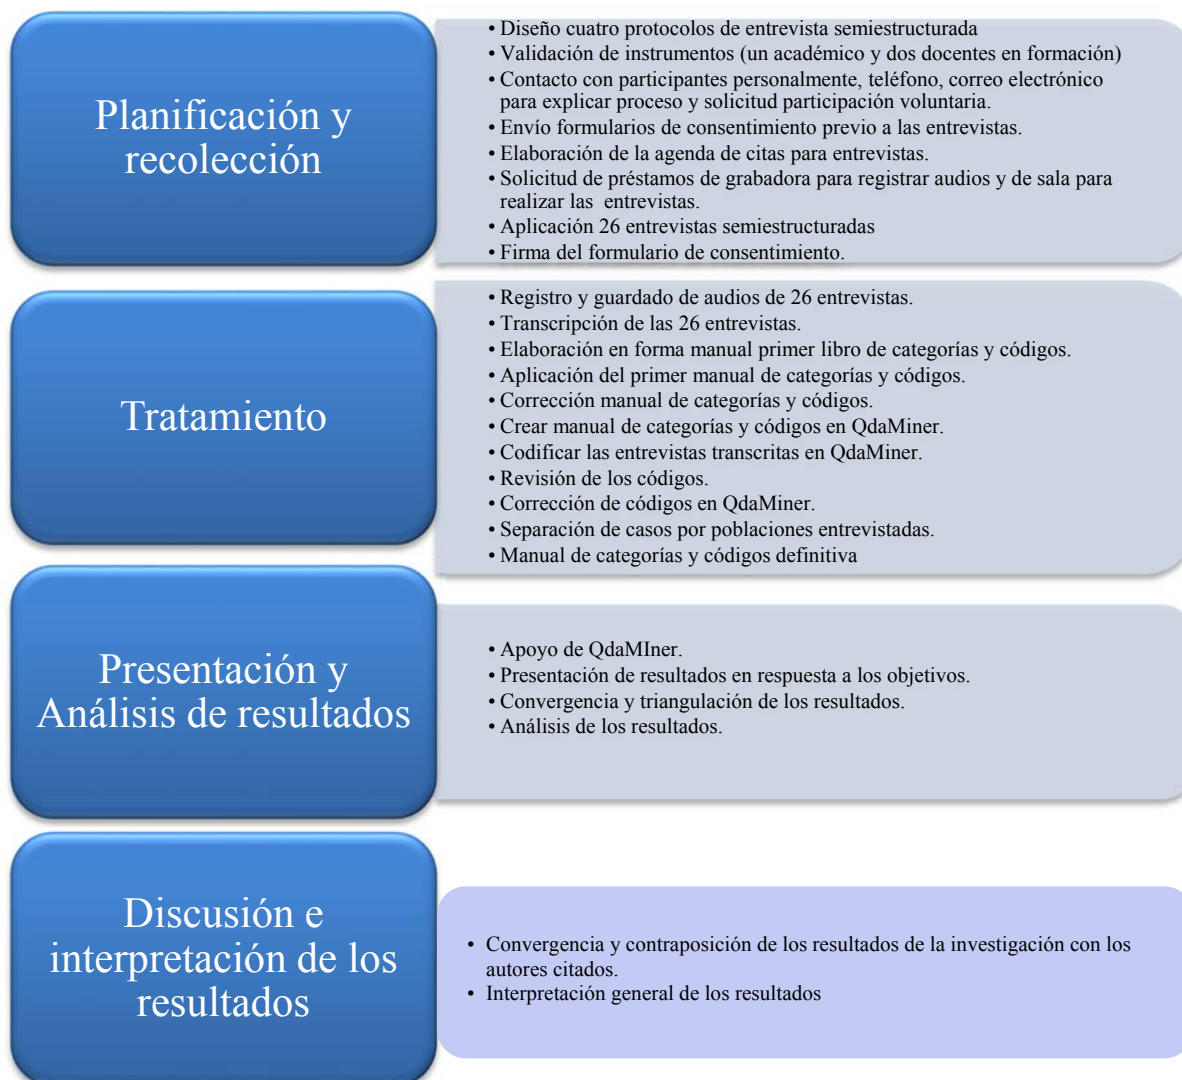 Planificación y
recolección
• Diseño cuatro protocolos de entrevista semiestructurada
• Validación de instrumentos (un académico y dos docentes en formación)
• Contacto con participantes personalmente, teléfono, correo electrónico
para explicar proceso y solicitud participación voluntaria.
• Envío formularios de consentimiento previo a las entrevistas.
• Elaboración de la agenda de citas para entrevistas.
• Solicitud de préstamos de grabadora para registrar audios y de sala para
realizar las entrevistas.
• Aplicación 26 entrevistas semiestructuradas
• Firma del formulario de consentimiento.
Tratamiento
• Registro y guardado de audios de 26 entrevistas.
• Transcripción de las 26 entrevistas.
• Elaboración en forma manual primer libro de categorías y códigos.
• Aplicación del primer manual de categorías y códigos.
• Corrección manual de categorías y códigos.
• Crear manual de categorías y códigos en QdaMiner.
• Codificar las entrevistas transcritas en QdaMiner.
• Revisión de los códigos.
• Corrección de códigos en QdaMiner.
• Separación de casos por poblaciones entrevistadas.
• Manual de categorías y códigos definitiva
Presentación y
Análisis de resultados
• Apoyo de QdaMIner.
• Presentación de resultados en respuesta a los objetivos.
• Convergencia y triangulación de los resultados.
• Análisis de los resultados.
Discusión e
interpretación de los
resultados
• Convergencia y contraposición de los resultados de la investigación con los
autores citados.
• Interpretación general de los resultados